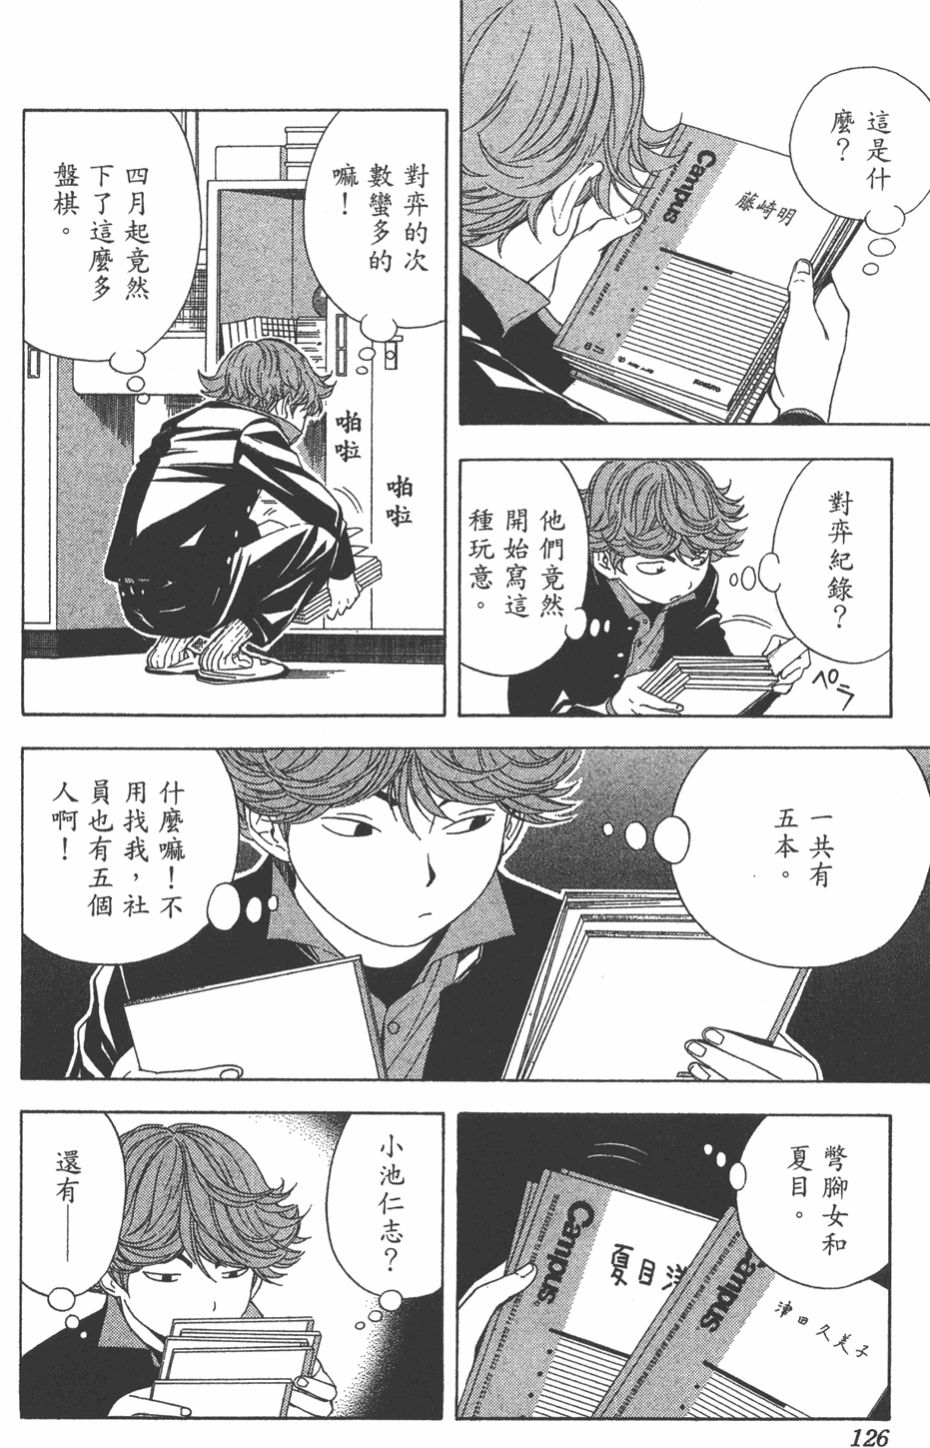 這是什
麼？
Campus
藤崎明
對弈紀錄？
他們竟然
開始寫這
種玩意。
ペラ
對弈的次
數蠻多的
嘛！
四月起竟然
下了這麼多
盤棋。
啪啦
啪啦
一共有
五本。
什麼嘛！不
用找我，社
員也有五個
人啊！
彆腳女和
夏目。
Campus
夏目洋
Campus
津田久美子
小池仁志？
還有——
126